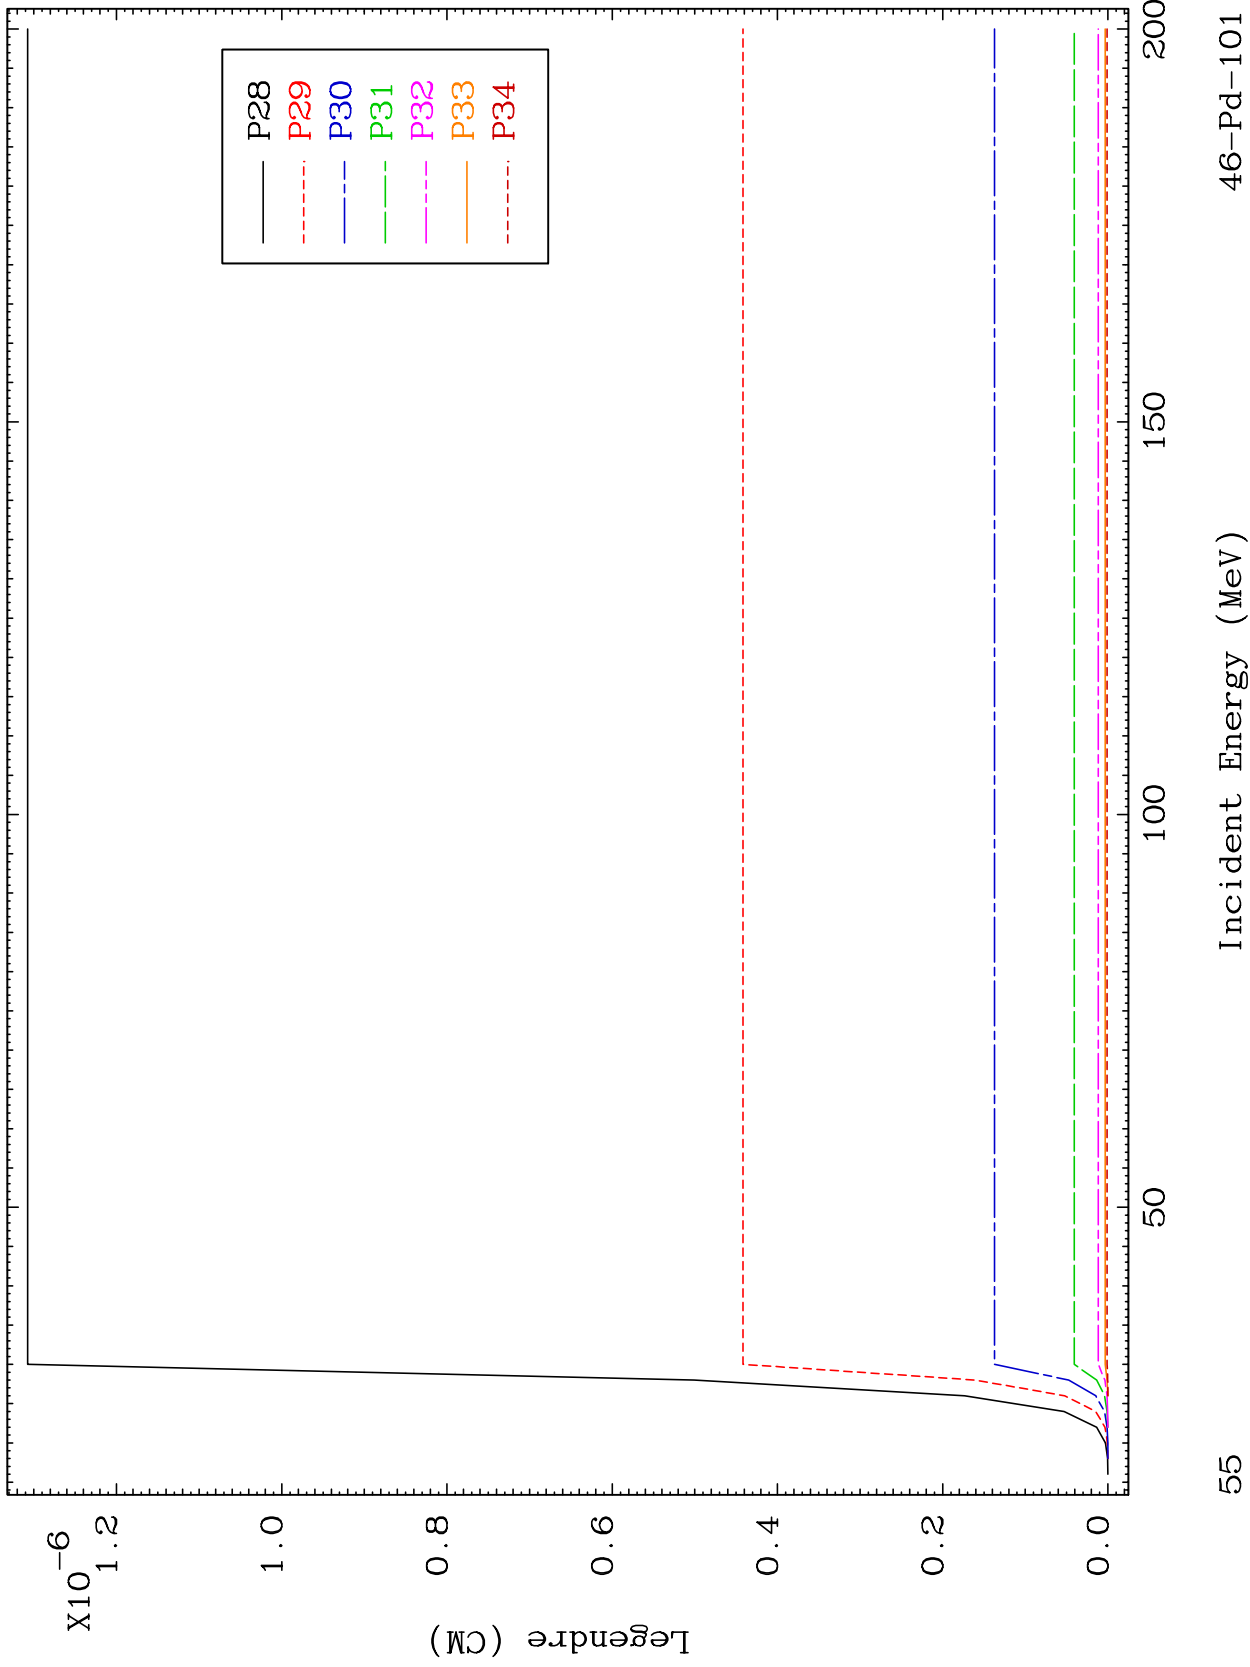 X10-6
1.2
1.0
0.8
0.6
0.4
0.2
0.0
Legendre (CM)
P28
P29
P30
P31
P32
P33
P34
50
100
150
200
Incident Energy (MeV)
55
46-Pd-101